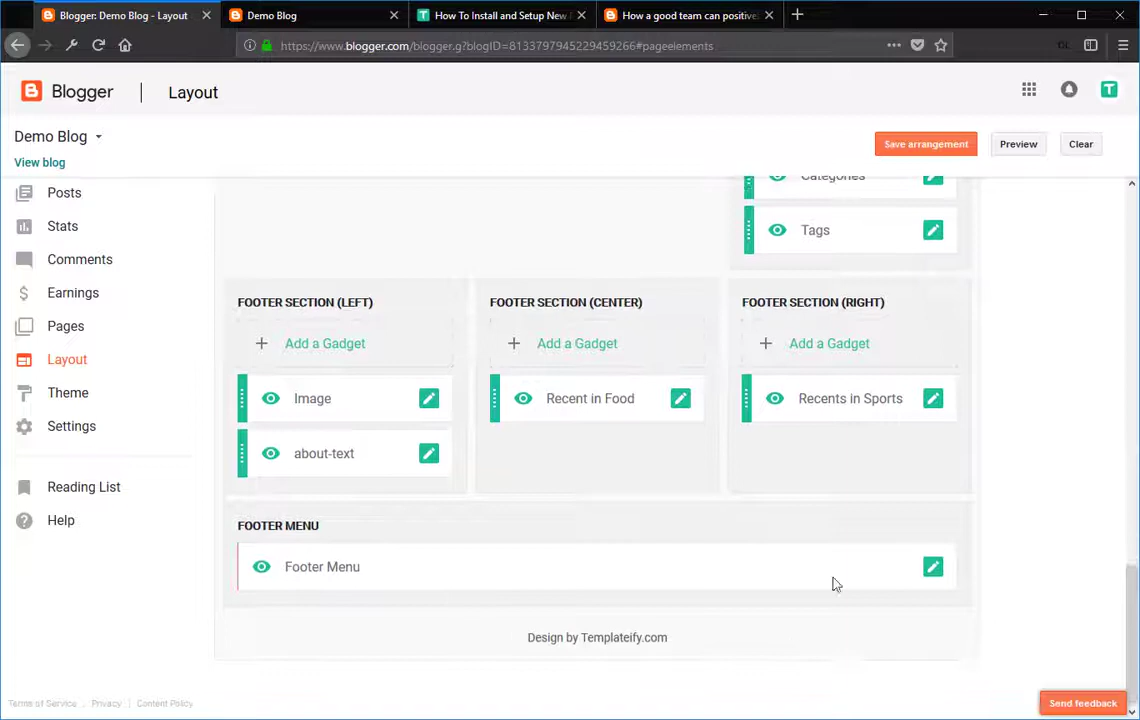 Blogger: Demo Blog - Layout
Demo Blog
How To Install and Setup New
How a good team can positive
https://www.blogger.com/blogger.g?blogID=8133797945229459266#pageelements
Blogger
Layout
Demo Blog
View blog
Save arrangement
Preview
Clear
Posts
Stats
Comments
Earnings
Pages
Layout
Theme
Settings
Reading List
Help
Categories
Tags
FOOTER SECTION (LEFT)
FOOTER SECTION (CENTER)
FOOTER SECTION (RIGHT)
Add a Gadget
Add a Gadget
Add a Gadget
Image
Recent in Food
Recents in Sports
about-text
FOOTER MENU
Footer Menu
Design by Templateify.com
Terms of Service
Privacy
Content Policy
Send feedback